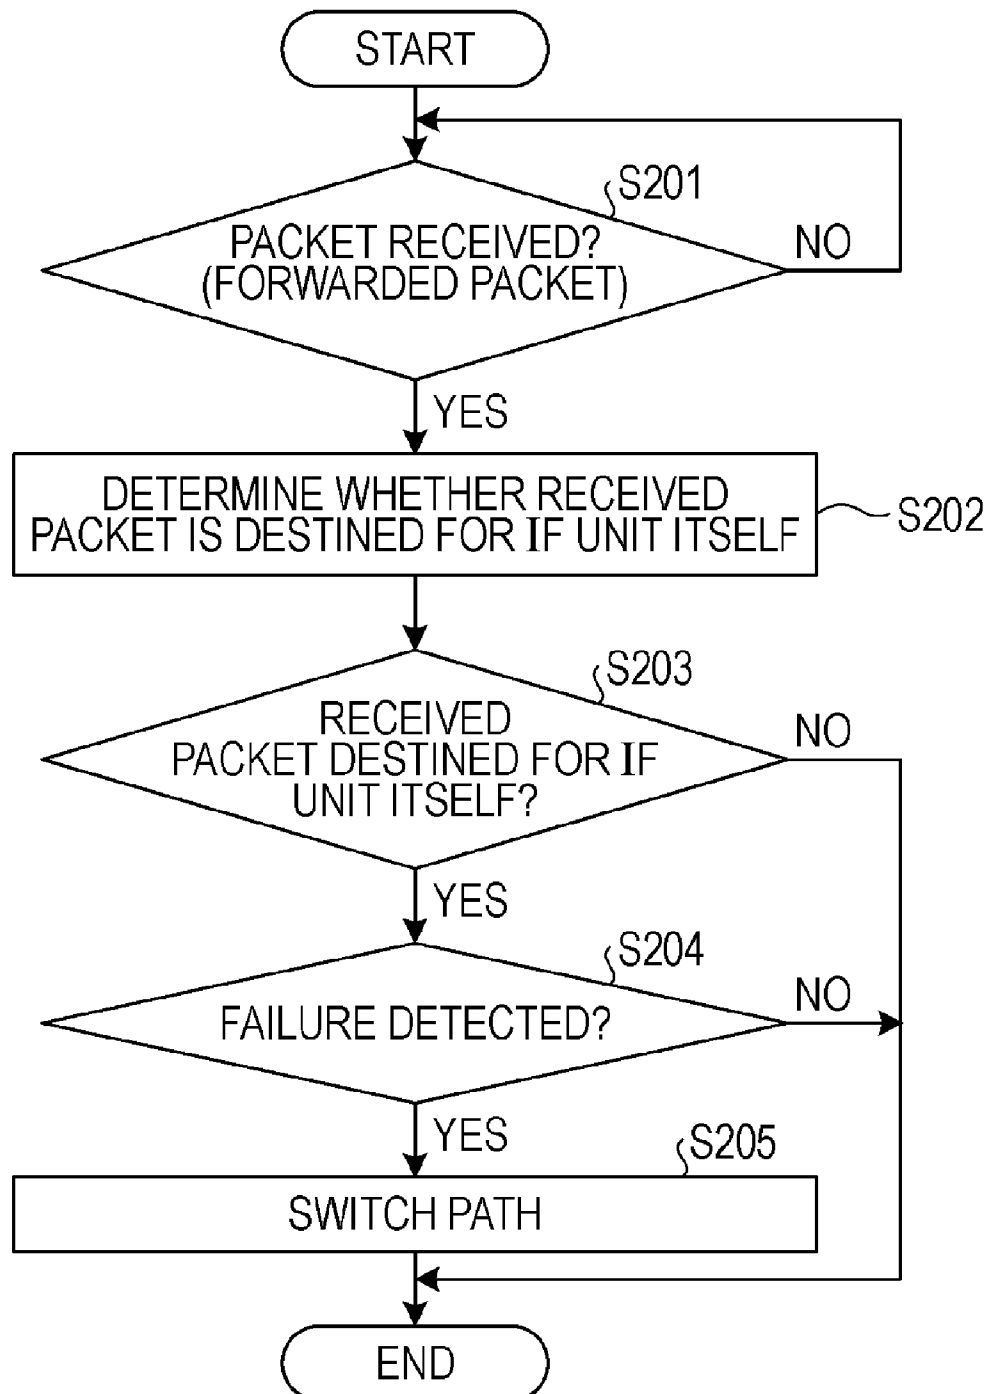 START
S201
PACKET RECEIVED?
(FORWARDED PACKET)
NO
YES
DETERMINE WHETHER RECEIVED
PACKET IS DESTINED FOR IF UNIT ITSELF
S202
S203
RECEIVED
PACKET DESTINED FOR IF
UNIT ITSELF?
NO
YES
S204
FAILURE DETECTED?
NO
YES
S205
SWITCH PATH
END